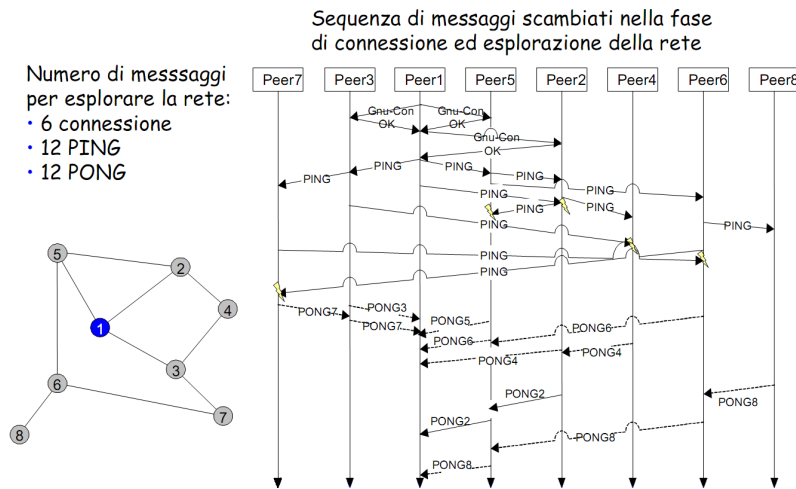 Sequenza di messaggi scambiati nella fase
di connessione ed esplorazione della rete
Numero di messsaggi
per esplorare la rete:
• 6 connessione
• 12 PING
• 12 PONG
Peer7 Peer3 Peer1 Peer5 Peer2 Peer4 Peer6 Peer8
Gnu-Con Gnu-Con
OK OK
Gnu-Con
OK
PING PING PING PING
PING
PING PING PING
PING
PING
PING
PING
PONG7 PONG3
PONG7 PONG5
PONG6 PONG6
PONG4 PONG4
PONG2 PONG8
PONG2
PONG8
PONG8
5
2
4
1
3
6
7
8